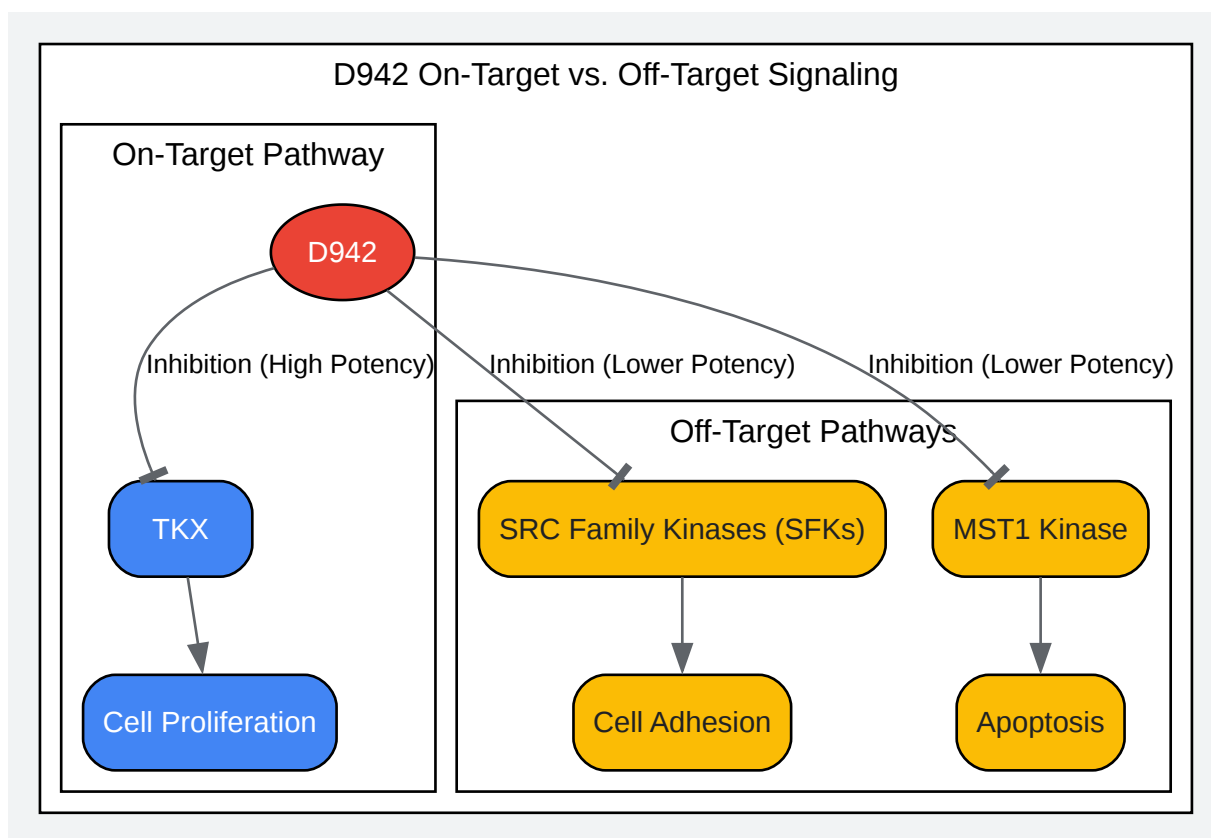 D942 On-Target vs. Off-Target Signaling
On-Target Pathway
D942
Inhibition (High Potency)
Inhibition (Lower Potency)
Inhibition (Lower Potency)
Off-Target Pathways
TKX
SRC Family Kinases (SFKs)
MST1 Kinase
Cell Proliferation
Cell Adhesion
Apoptosis